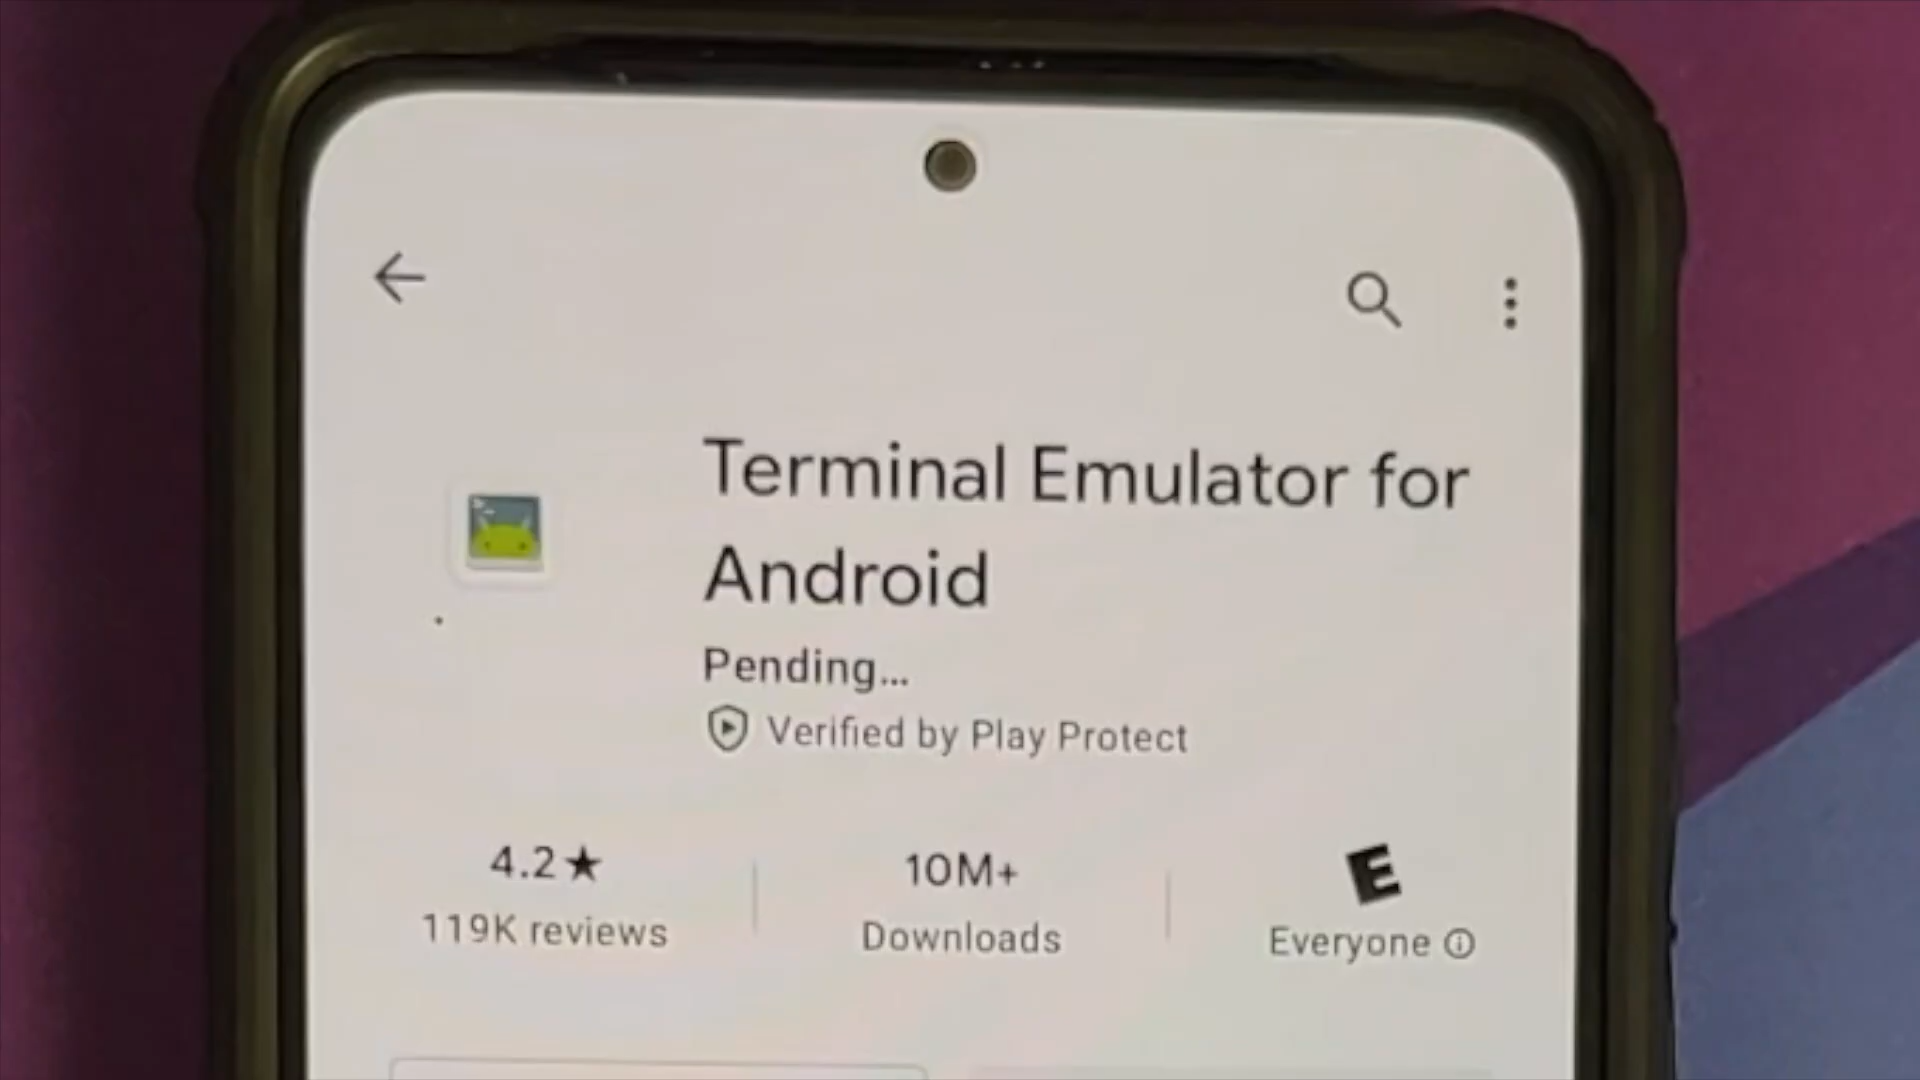 Terminal Emulator for
Android
Pending...
Verified by Play Protect
4.2★
119K reviews
10M+
Downloads
E
Everyone